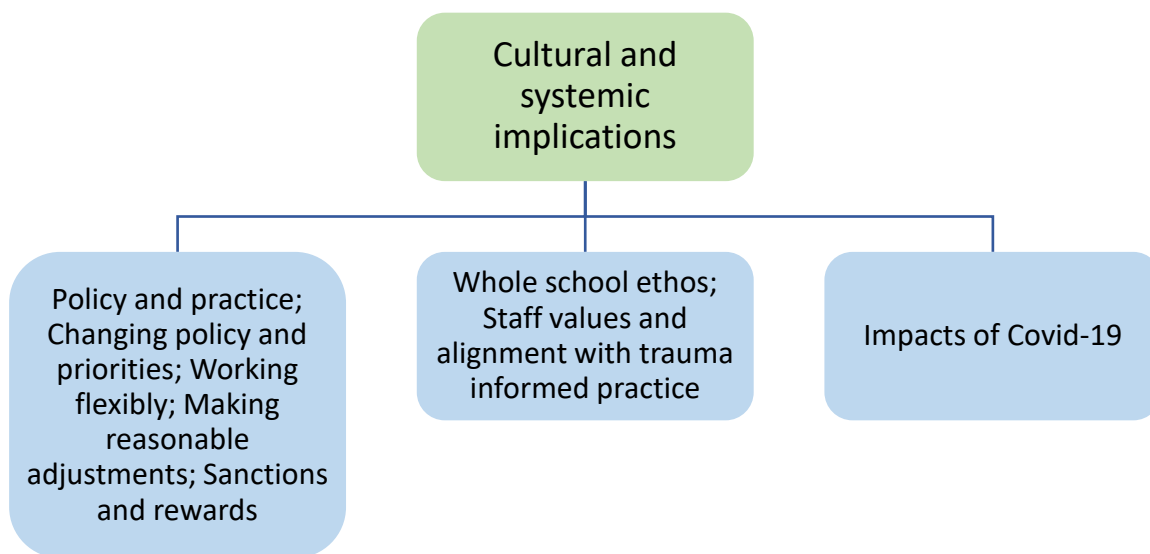 Cultural and
systemic
implications
Policy and practice;
Changing policy and
priorities; Working
flexibly; Making
reasonable
adjustments; Sanctions
and rewards
Whole school ethos;
Staff values and
alignment with trauma
informed practice
Impacts of Covid-19